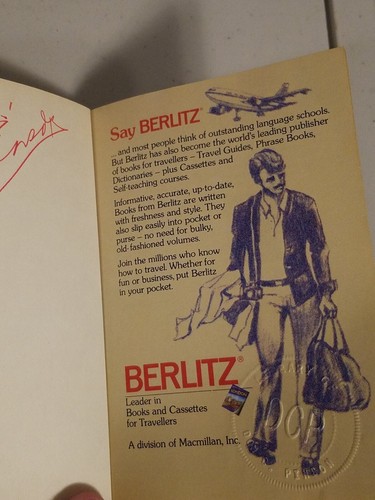 Say BERLITZ®
... and most people think of outstanding language schools.
But Berlitz has also become the world's leading publisher
of books for travellers – Travel Guides, Phrase Books,
Dictionaries – plus Cassettes and
Self-teaching courses.
Informative, accurate, up-to-date,
Books from Berlitz are written
with freshness and style. They
also slip easily into pocket or
purse – no need for bulky,
old-fashioned volumes.
Join the millions who know
how to travel. Whether for
fun or business, put Berlitz
in your pocket.
BERLITZ®
Leader in
Books and Cassettes
for Travellers
A division of Macmillan, Inc.